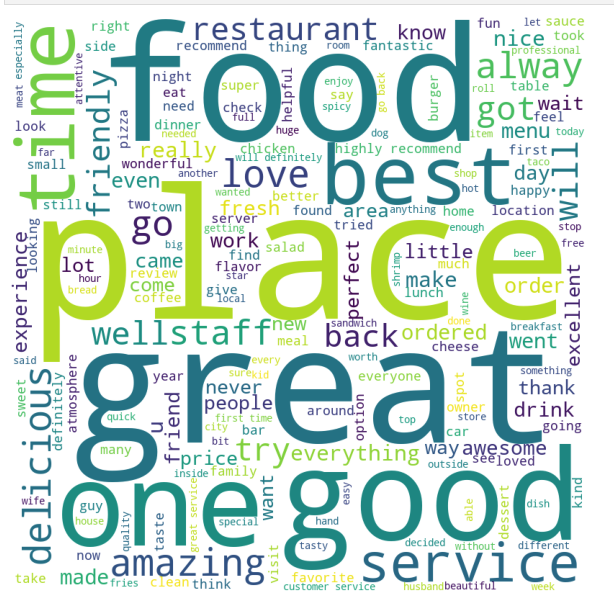 right
restaurant
know
fun
let
sauce
meat especially
time
attentive
side
food
recommend
thing
room
fantastic
nice
took
professional
alway
night
eat
need
super
say
check
full
helpful
enjoy
spicy
go back
burger
roll
table
look
friendly
pizza
dinner
needed
huge
dog
got
wait
feel
menu
item
today
far
small
really
wonderful
another
chicken
will definitely
highly recommend
first
taco
will
even
love
best
day
happy
hot
shop
still
two
town
fresh
wanted
better
found
area
anything
home
location
experience
looking
place
go
server
getting
tried
enough
stop
free
minute
lot
hour
bread
big
came
review
come
coffee
work
find
flavor
star
give
local
salad
perfect
shrimp
little
much
make
lunch
wine
beer
order
excellent
well
staff
new
meal
sandwich
back
done
ordered
cheese
breakfast
went
said
sweet
definitely
atmosphere
great
year
every
sure
kid
worth
everyone
something
never
people
spot
owner
store
thank
drink
going
quick
u
friend
first time
city
around
option
top
car
bar
bit
many
price
try
everything
way
awesome
see
loved
delicious
inside
family
outside
one
good
wife
guy
house
quality
taste
great service
special
want
hand
easy
able
dessert
dish
kind
tasty
decided
without
different
now
amazing
visit
service
take
made
fries
clean
think
favorite
customer service
husband
beautiful
week